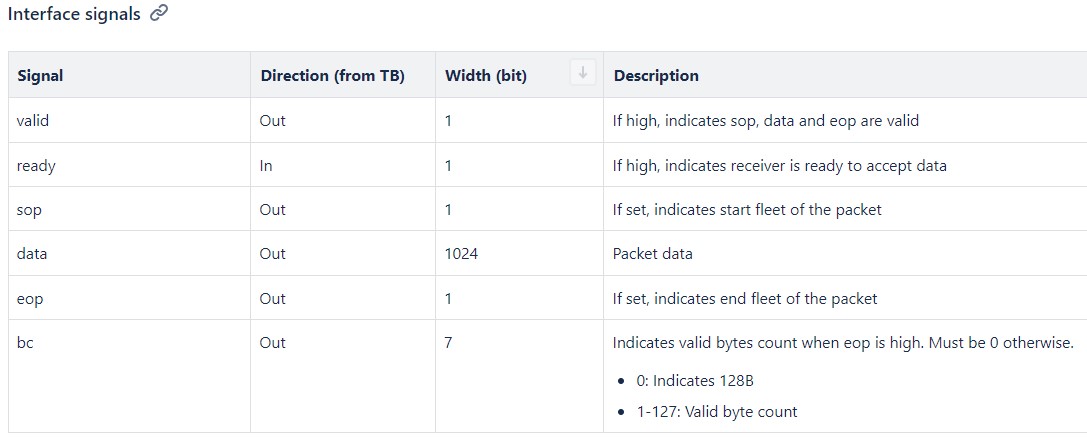 Interface signals
Signal Direction (from TB) Width (bit) Description
valid Out 1 If high, indicates sop, data and eop are valid
ready In 1 If high, indicates receiver is ready to accept data
sop Out 1 If set, indicates start fleet of the packet
data Out 1024 Packet data
eop Out 1 If set, indicates end fleet of the packet
bc Out 7 Indicates valid bytes count when eop is high. Must be 0 otherwise.
• 0: Indicates 128B
• 1-127: Valid byte count